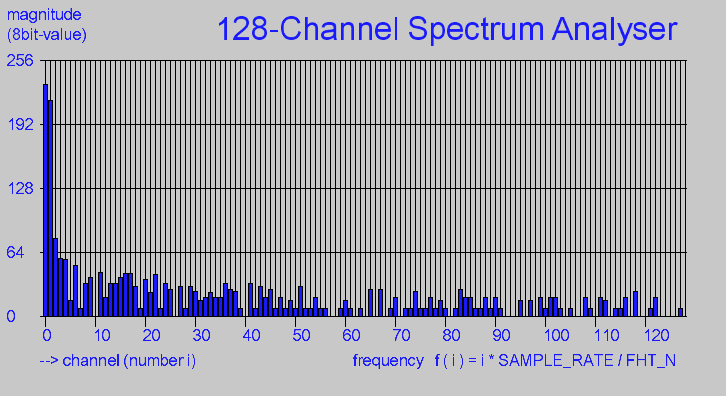 magnitude
(8bit-value)
128-Channel Spectrum Analyser
256
192
128
64
0
0 10 20 30 40 50 60 70 80 90 100 110 120
--> channel (number i)
frequency f ( i ) = i * SAMPLE_RATE / FHT_N